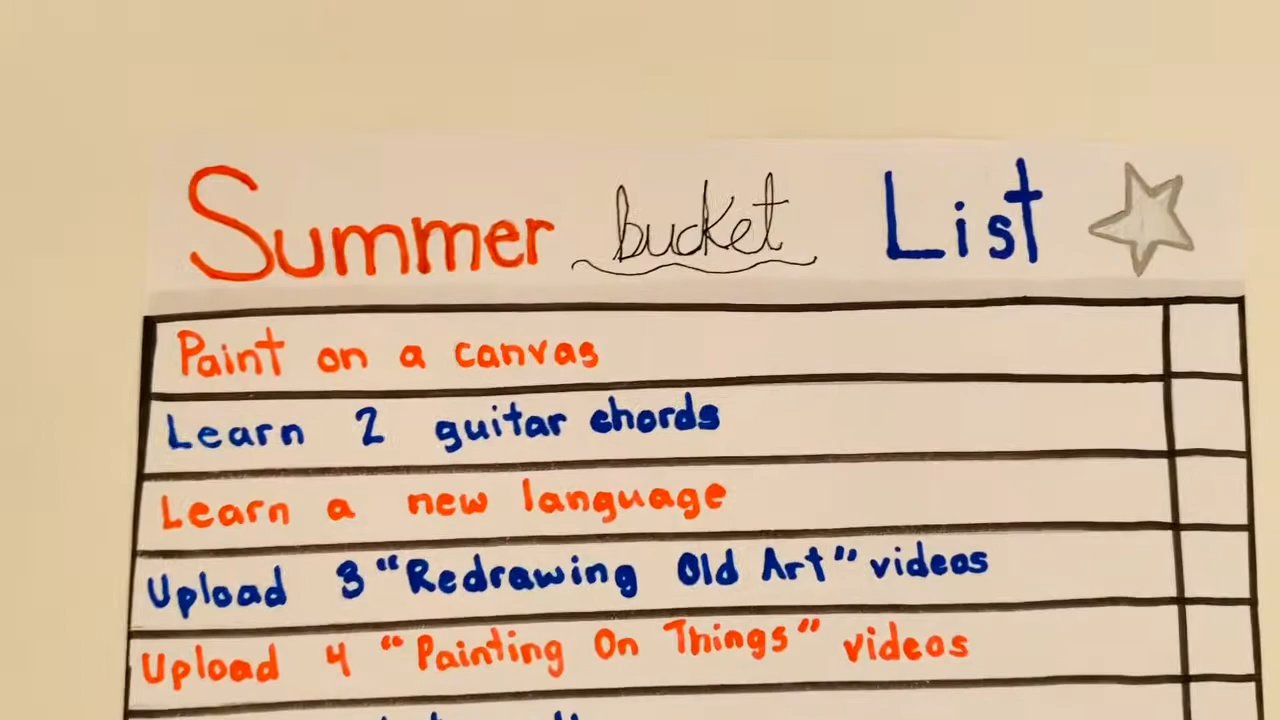 Summer bucket List
Paint on a canvas
Learn 2 guitar chords
Learn a new language
Upload 3 "Redrawing Old Art" videos
Upload 4 "Painting On Things" videos